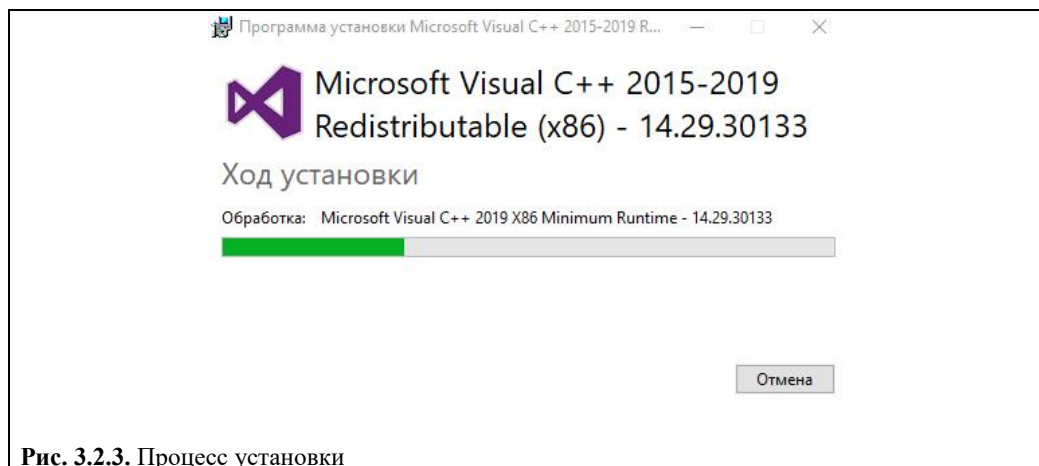 Программа установки Microsoft Visual C++ 2015-2019 R...
Microsoft Visual C++ 2015-2019
Redistributable (x86) - 14.29.30133
Ход установки
Обработка: Microsoft Visual C++ 2019 X86 Minimum Runtime - 14.29.30133
Отмена
Рис. 3.2.3. Процесс установки